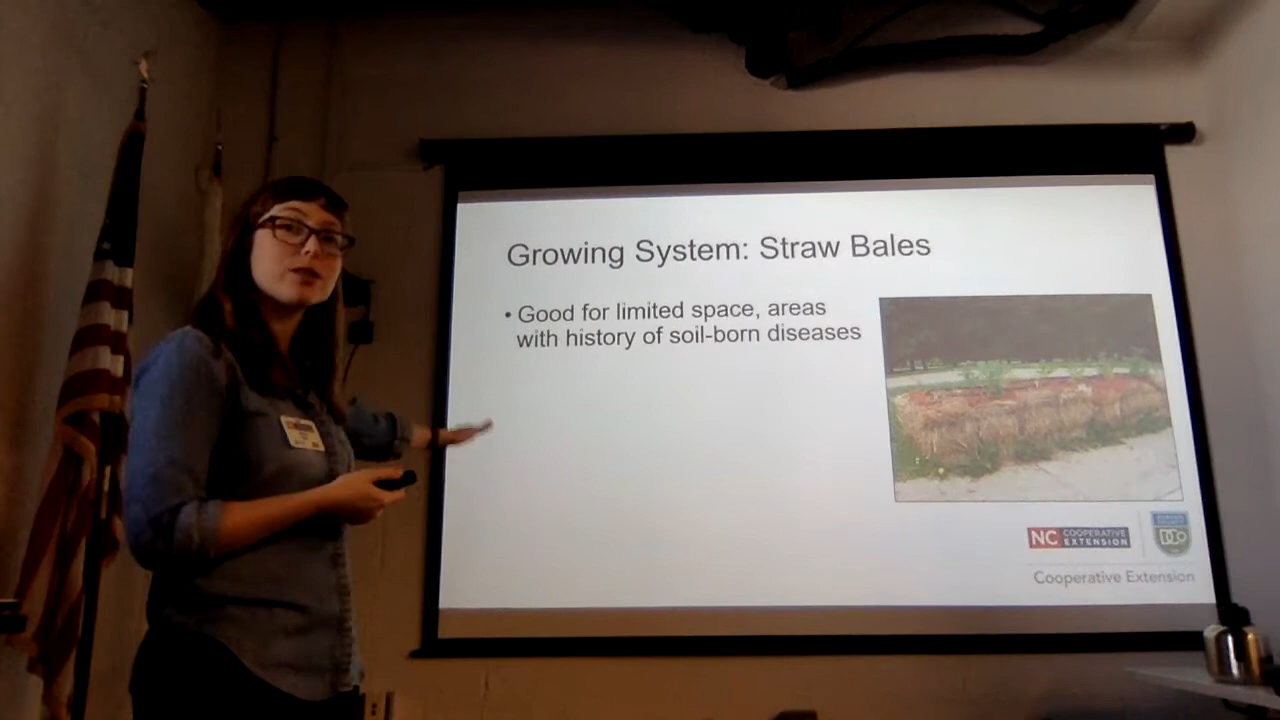 Growing System: Straw Bales
• Good for limited space, areas
with history of soil-born diseases
NC COOPERATIVE
EXTENSION
DCO
Cooperative Extension